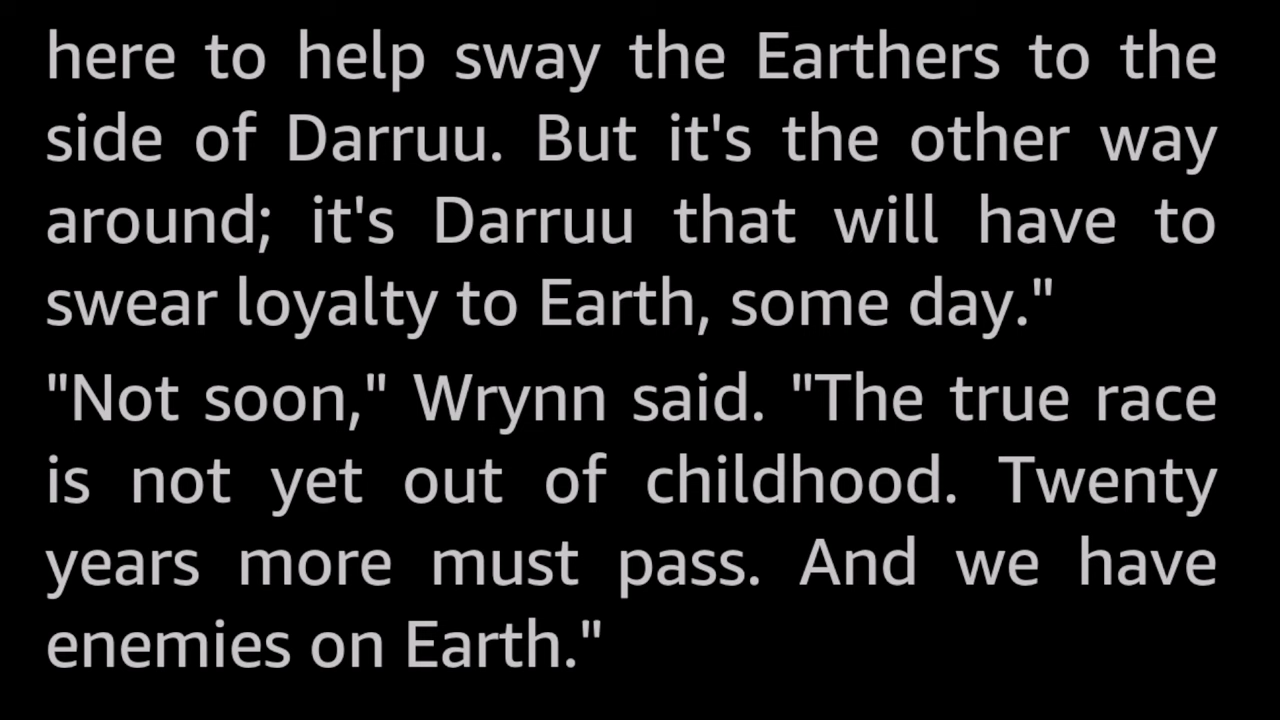 here to help sway the Earthers to the
side of Darruu. But it's the other way
around; it's Darruu that will have to
swear loyalty to Earth, some day."
"Not soon," Wrynn said. "The true race
is not yet out of childhood. Twenty
years more must pass. And we have
enemies on Earth."